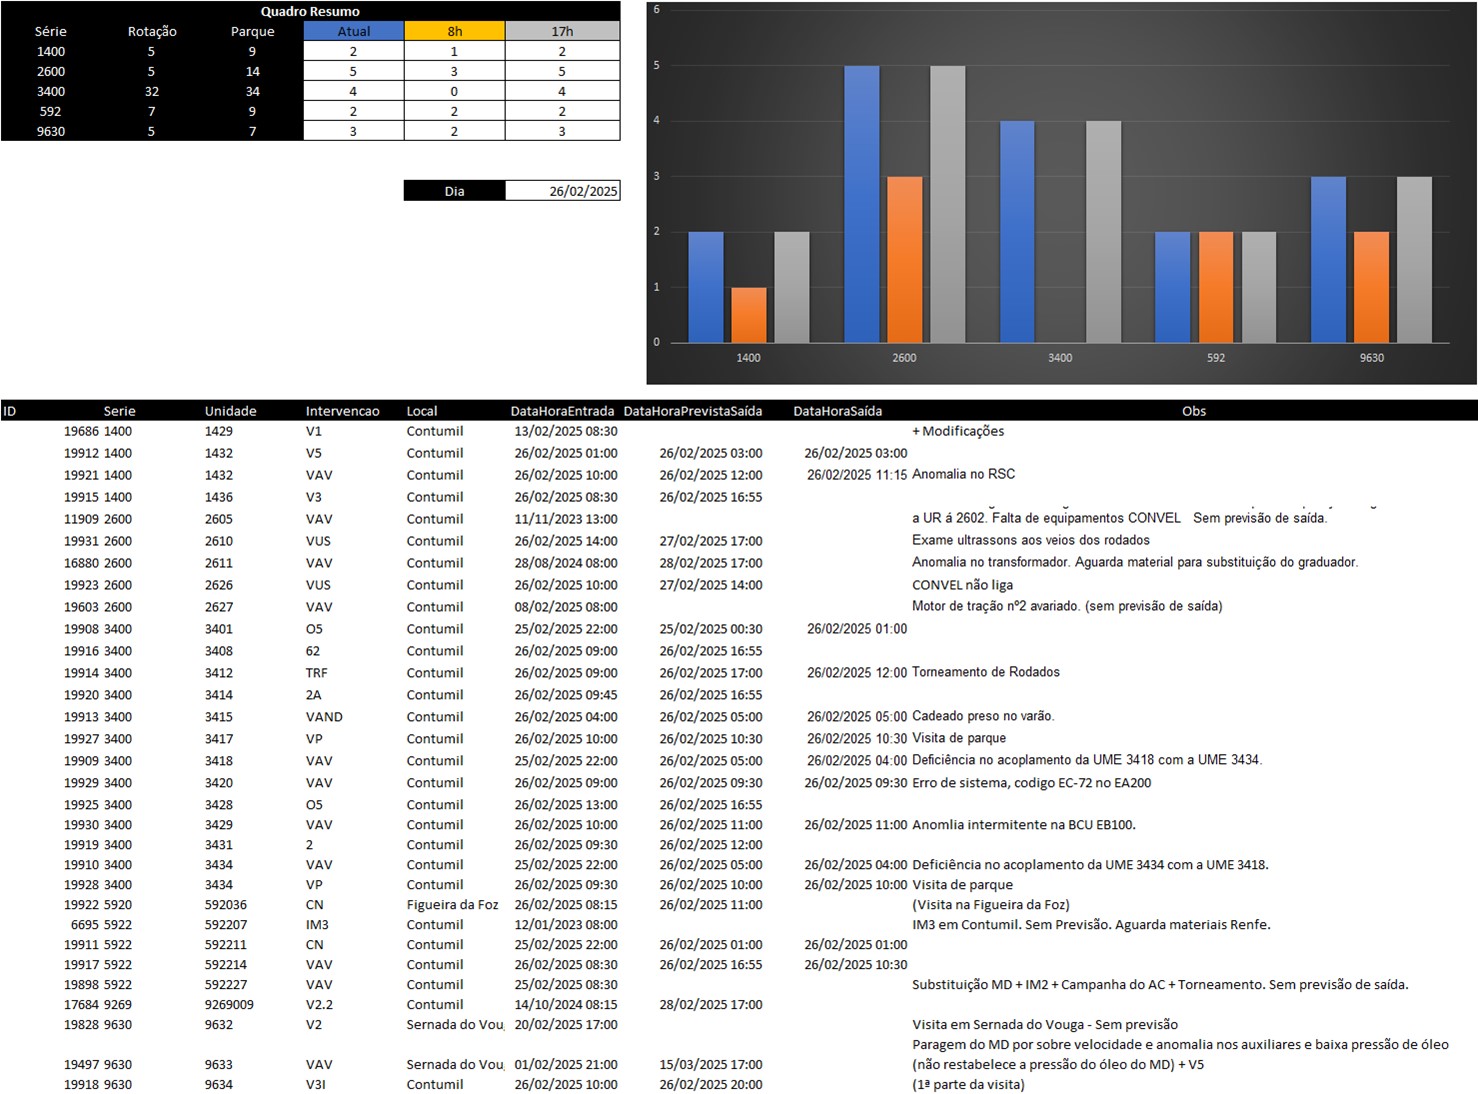 Quadro Resumo
Série Rotação Parque Atual 8h 17h
1400 5 9 2 1 2
2600 5 14 5 3 5
3400 32 34 4 0 4
592 7 9 2 2 2
9630 5 7 3 2 3
Dia 26/02/2025
6
5
4
3
2
1
0
1400 2600 3400 592 9630
ID Serie Unidade Intervencao Local DataHoraEntrada DataHoraPrevistaSaída DataHoraSaída Obs
19686 1400 1429 V1 Contumil 13/02/2025 08:30 + Modificações
19912 1400 1432 V5 Contumil 26/02/2025 01:00 26/02/2025 03:00 26/02/2025 03:00
19921 1400 1432 VAV Contumil 26/02/2025 10:00 26/02/2025 12:00 26/02/2025 11:15 Anomalia no RSC
19915 1400 1436 V3 Contumil 26/02/2025 08:30 26/02/2025 16:55
11909 2600 2605 VAV Contumil 11/11/2023 13:00 a UR á 2602. Falta de equipamentos CONVEL Sem previsão de saída.
19931 2600 2610 VUS Contumil 26/02/2025 14:00 27/02/2025 17:00 Exame ultrassons aos veios dos rodados
16880 2600 2611 VAV Contumil 28/08/2024 08:00 28/02/2025 17:00 Anomalia no transformador. Aguarda material para substituição do graduador.
19923 2600 2626 VUS Contumil 26/02/2025 10:00 27/02/2025 14:00 CONVEL não liga
19603 2600 2627 VAV Contumil 08/02/2025 08:00 Motor de tração nº2 avariado. (sem previsão de saída)
19908 3400 3401 O5 Contumil 25/02/2025 22:00 25/02/2025 00:30 26/02/2025 01:00
19916 3400 3408 62 Contumil 26/02/2025 09:00 26/02/2025 16:55
19914 3400 3412 TRF Contumil 26/02/2025 09:00 26/02/2025 17:00 26/02/2025 12:00 Torneamento de Rodados
19920 3400 3414 2A Contumil 26/02/2025 09:45 26/02/2025 16:55
19913 3400 3415 VAND Contumil 26/02/2025 04:00 26/02/2025 05:00 26/02/2025 05:00 Cadeado preso no varão.
19927 3400 3417 VP Contumil 26/02/2025 10:00 26/02/2025 10:30 26/02/2025 10:30 Visita de parque
19909 3400 3418 VAV Contumil 25/02/2025 22:00 26/02/2025 05:00 26/02/2025 04:00 Deficiência no acoplamento da UME 3418 com a UME 3434.
19929 3400 3420 VAV Contumil 26/02/2025 09:00 26/02/2025 09:30 26/02/2025 09:30 Erro de sistema, codigo EC-72 no EA200
19925 3400 3428 O5 Contumil 26/02/2025 13:00 26/02/2025 16:55
19930 3400 3429 VAV Contumil 26/02/2025 10:00 26/02/2025 11:00 26/02/2025 11:00 Anomlia intermitente na BCU EB100.
19919 3400 3431 2 Contumil 26/02/2025 09:30 26/02/2025 12:00
19910 3400 3434 VAV Contumil 25/02/2025 22:00 26/02/2025 05:00 26/02/2025 04:00 Deficiência no acoplamento da UME 3434 com a UME 3418.
19928 3400 3434 VP Contumil 26/02/2025 09:30 26/02/2025 10:00 26/02/2025 10:00 Visita de parque
19922 5920 592036 CN Figueira da Foz 26/02/2025 08:15 26/02/2025 11:00 (Visita na Figueira da Foz)
6695 5922 592207 IM3 Contumil 12/01/2023 08:00 IM3 em Contumil. Sem Previsão. Aguarda materiais Renfe.
19911 5922 592211 CN Contumil 25/02/2025 22:00 26/02/2025 01:00 26/02/2025 01:00
19917 5922 592214 VAV Contumil 26/02/2025 08:30 26/02/2025 16:55 26/02/2025 10:30
19898 5922 592227 VAV Contumil 25/02/2025 08:30 Substituição MD + IM2 + Campanha do AC + Torneamento. Sem previsão de saída.
17684 9269 9269009 V2.2 Contumil 14/10/2024 08:15 28/02/2025 17:00
19828 9630 9632 V2 Sernada do Vou 20/02/2025 17:00 Visita em Sernada do Vouga - Sem previsão
Paragem do MD por sobre velocidade e anomalia nos auxiliares e baixa pressão de óleo
19497 9630 9633 VAV Sernada do Vou 01/02/2025 21:00 15/03/2025 17:00 (não restabelece a pressão do óleo do MD) + V5
19918 9630 9634 V3I Contumil 26/02/2025 10:00 26/02/2025 20:00 (1ª parte da visita)